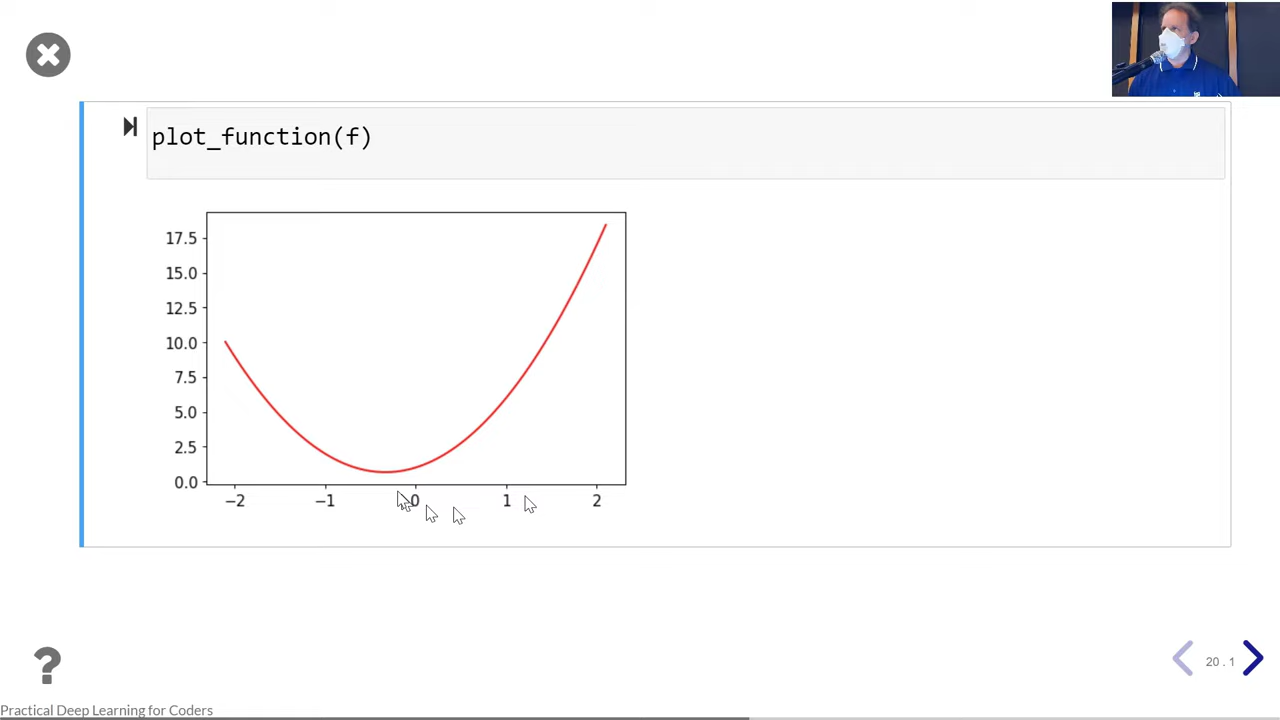 plot_function(f)
17.5
15.0
12.5
10.0
7.5
5.0
2.5
0.0
−2 −1 0 1 2
?
20 . 1
Practical Deep Learning for Coders